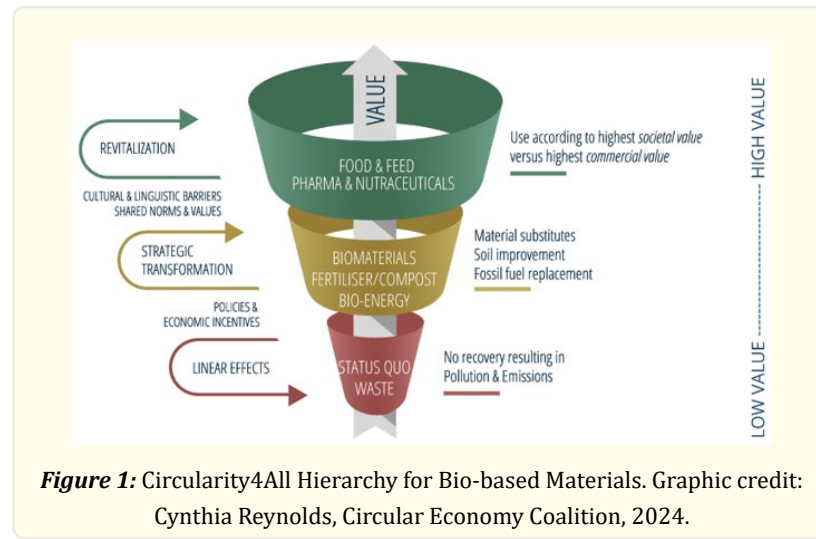 VALUE
REVITALIZATION
FOOD & FEED
PHARMA & NUTRACEUTICALS
Use according to highest societal value
versus highest commercial value
HIGH VALUE
CULTURAL & LINGUISTIC BARRIERS
SHARED NORMS & VALUES
STRATEGIC
TRANSFORMATION
BIOMATERIALS
FERTILISER/COMPOST
BIO-ENERGY
Material substitutes
Soil improvement
Fossil fuel replacement
POLICIES &
ECONOMIC INCENTIVES
LINEAR EFFECTS
STATUS QUO
WASTE
No recovery resulting in
Pollution & Emissions
LOW VALUE
Figure 1: Circularity4All Hierarchy for Bio-based Materials. Graphic credit:
Cynthia Reynolds, Circular Economy Coalition, 2024.